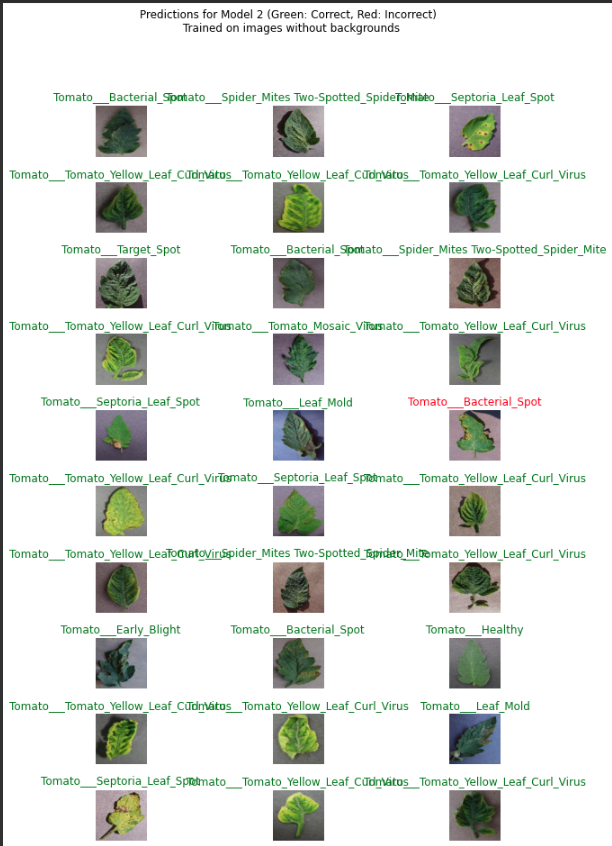 Predictions for Model 2 (Green: Correct, Red: Incorrect)
Trained on images without backgrounds
Tomato___Bacterial_Spot Tomato___Spider_Mites Two-Spotted_Spider_Mite Tomato___Septoria_Leaf_Spot
Tomato___Tomato_Yellow_Leaf_Curl_Virus Tomato___Tomato_Yellow_Leaf_Curl_Virus Tomato___Tomato_Yellow_Leaf_Curl_Virus
Tomato___Target_Spot Tomato___Bacterial_Spot Tomato___Spider_Mites Two-Spotted_Spider_Mite
Tomato___Tomato_Yellow_Leaf_Curl_Virus Tomato___Tomato_Mosaic_Virus Tomato___Tomato_Yellow_Leaf_Curl_Virus
Tomato___Septoria_Leaf_Spot Tomato___Leaf_Mold Tomato___Bacterial_Spot
Tomato___Tomato_Yellow_Leaf_Curl_Virus Tomato___Septoria_Leaf_Spot Tomato___Tomato_Yellow_Leaf_Curl_Virus
Tomato___Tomato_Yellow_Leaf_Curl_Virus Tomato___Spider_Mites Two-Spotted_Spider_Mite Tomato___Tomato_Yellow_Leaf_Curl_Virus
Tomato___Early_Blight Tomato___Bacterial_Spot Tomato___Healthy
Tomato___Tomato_Yellow_Leaf_Curl_Virus Tomato___Tomato_Yellow_Leaf_Curl_Virus Tomato___Leaf_Mold
Tomato___Septoria_Leaf_Spot Tomato___Tomato_Yellow_Leaf_Curl_Virus Tomato___Tomato_Yellow_Leaf_Curl_Virus